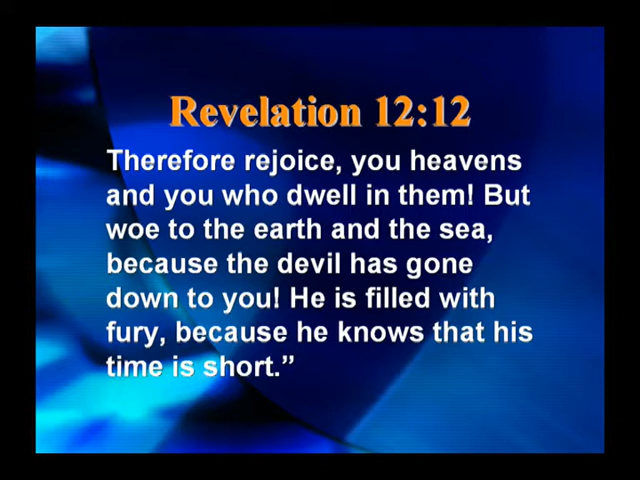 Revelation 12:12
Therefore rejoice, you heavens
and you who dwell in them! But
woe to the earth and the sea,
because the devil has gone
down to you! He is filled with
fury, because he knows that his
time is short.”